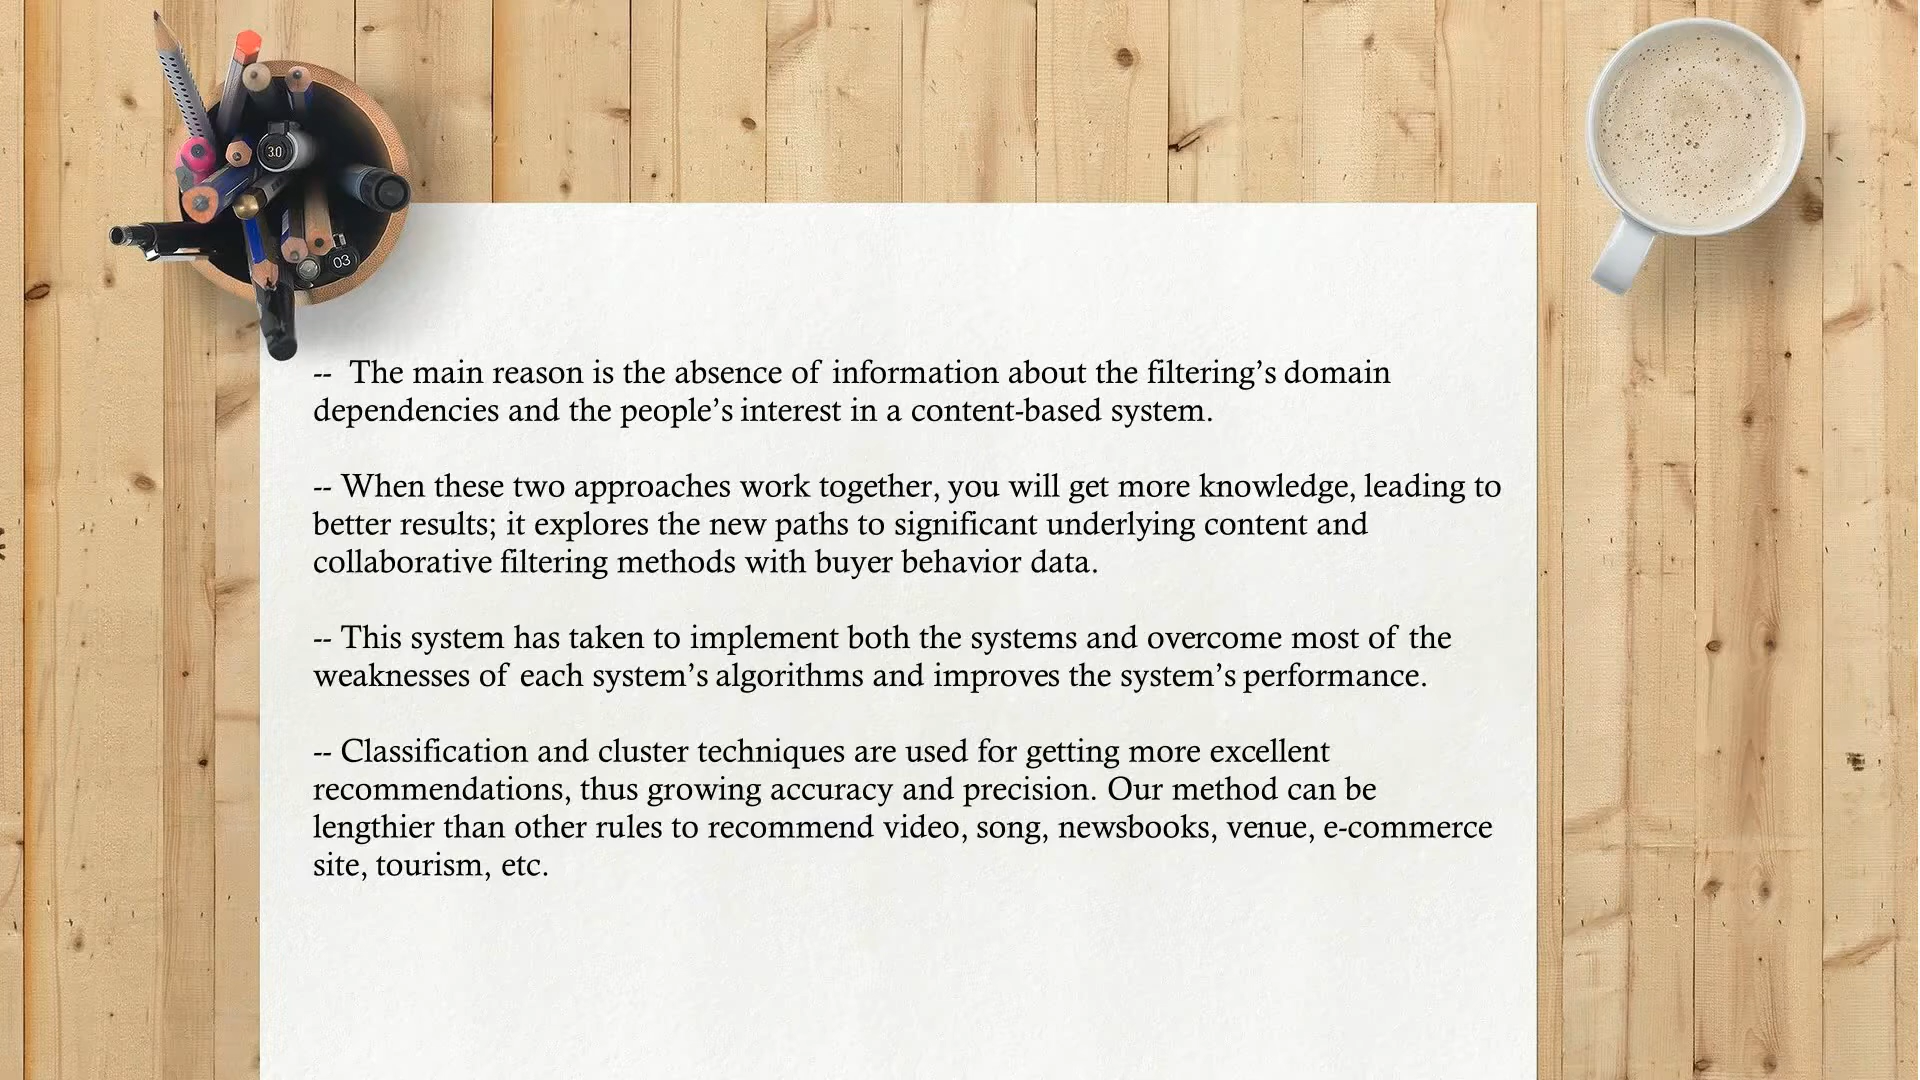 3.0
03
--  The main reason is the absence of information about the filtering’s domain
dependencies and the people’s interest in a content-based system.
-- When these two approaches work together, you will get more knowledge, leading to
better results; it explores the new paths to significant underlying content and
collaborative filtering methods with buyer behavior data.
-- This system has taken to implement both the systems and overcome most of the
weaknesses of each system’s algorithms and improves the system’s performance.
-- Classification and cluster techniques are used for getting more excellent
recommendations, thus growing accuracy and precision. Our method can be
lengthier than other rules to recommend video, song, newsbooks, venue, e-commerce
site, tourism, etc.